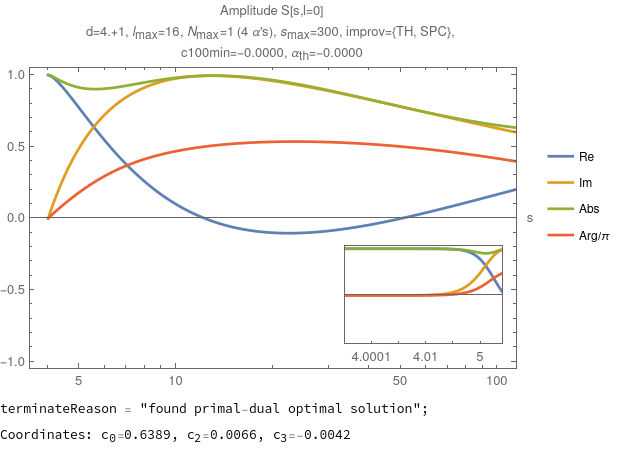 Amplitude S[s,l=0]
d=4.+1, lmax=16, Nmax=1 (4 α's), smax=300, improv={TH, SPC},
c100min=-0.0000, αth=-0.0000
1.0
0.5
0.0
-0.5
-1.0
s
Re
Im
Abs
Arg/π
4.0001 4.01 5
5 10 50 100
terminateReason = "found primal-dual optimal solution";
Coordinates: c0=0.6389, c2=0.0066, c3=-0.0042